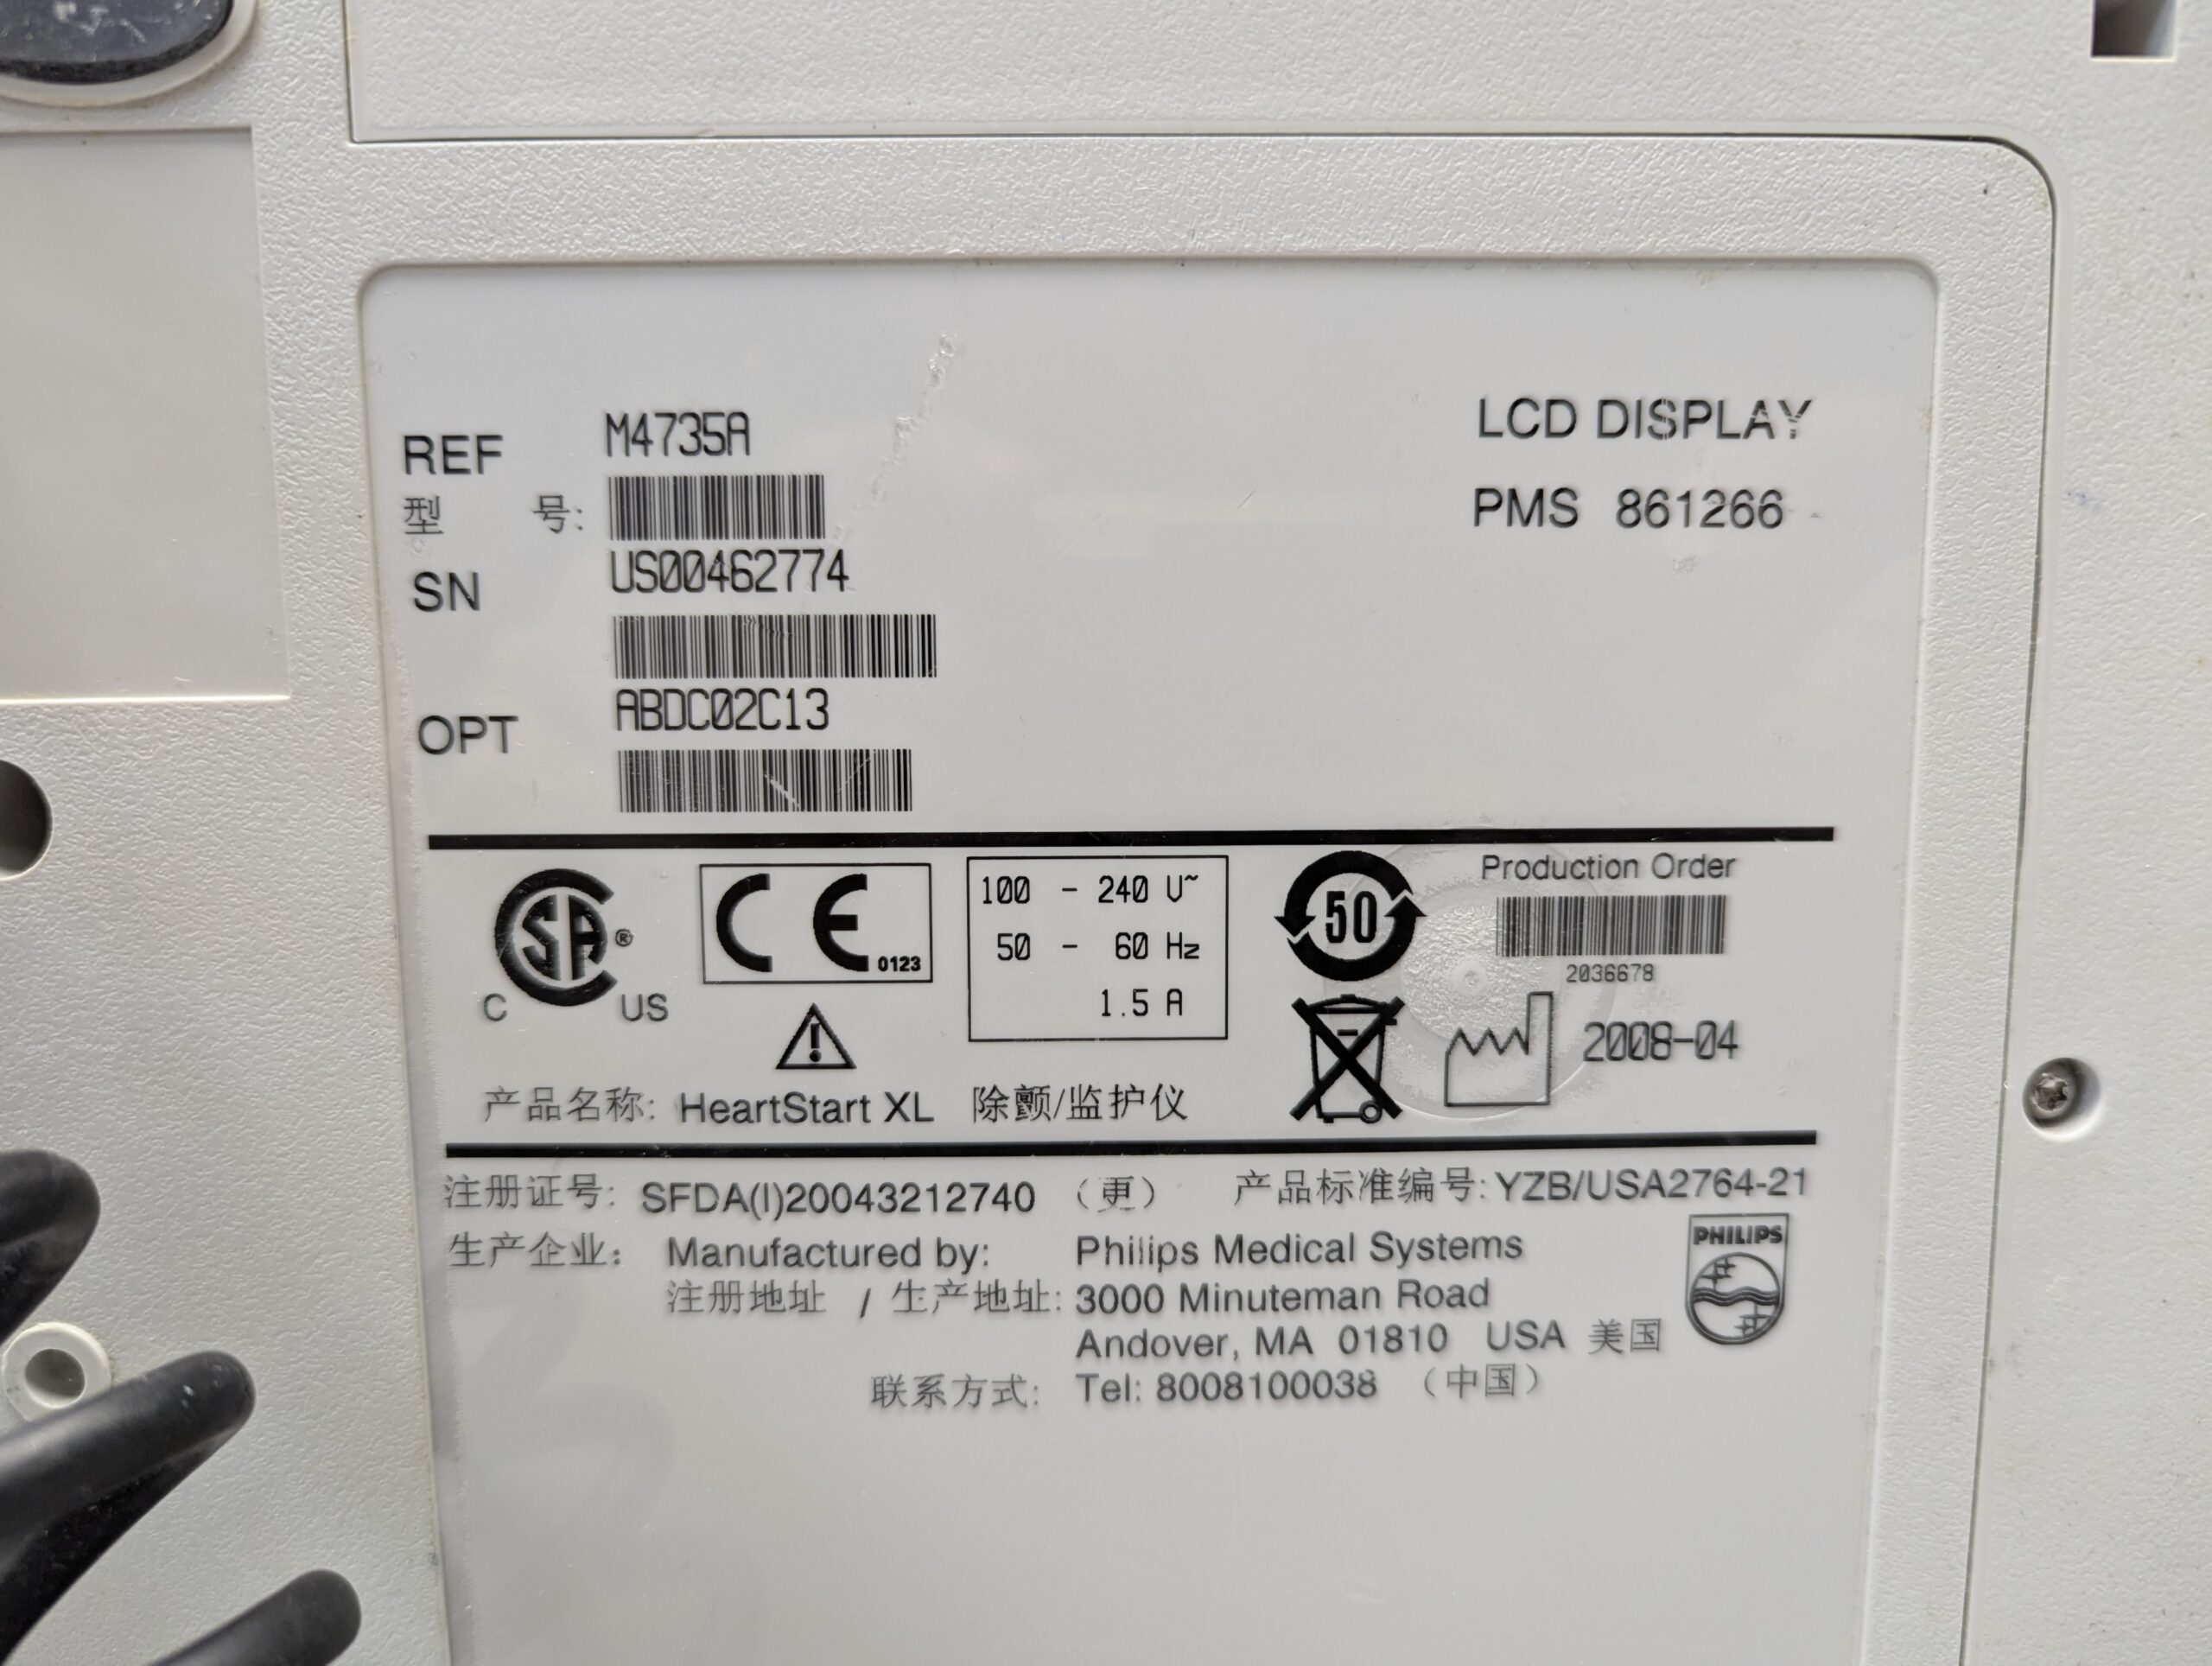 REF M4735A
型 号:
SN US00462774
OPT ABDC02C13
LCD DISPLAY
PMS 861266
CSA ® C US
CE 0123
100 - 240 V~
50 - 60 Hz
1.5 A
50
Production Order
2036678
2008-04
产品名称: HeartStart XL 除颤/监护仪
注册证号: SFDA(I)20043212740 （更） 产品标准编号: YZB/USA2764-21
生产企业: Manufactured by: Philips Medical Systems
注册地址 / 生产地址: 3000 Minuteman Road
Andover, MA 01810 USA 美国
联系方式: Tel: 8008100038 （中国）
PHILIPS